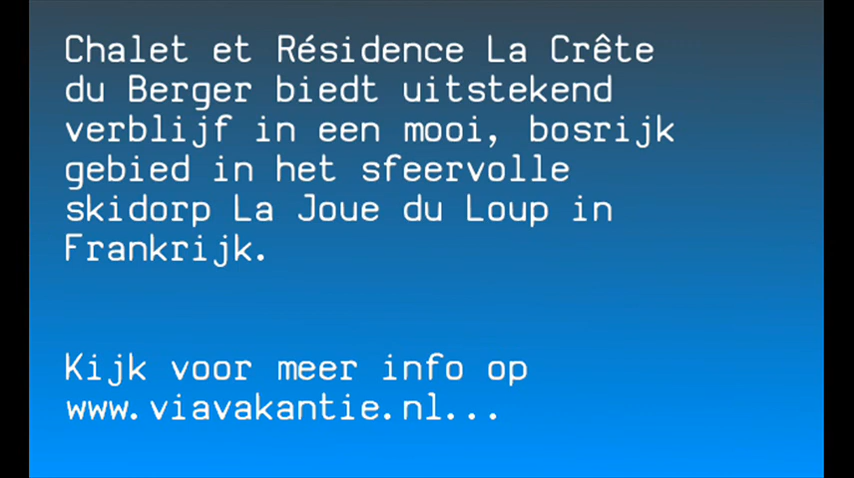 Chalet et Résidence La Crête
du Berger biedt uitstekend
verblijf in een mooi, bosrijk
gebied in het sfeervolle
skidorp La Joue du Loup in
Frankrijk.
Kijk voor meer info op
www.viavakantie.nl...